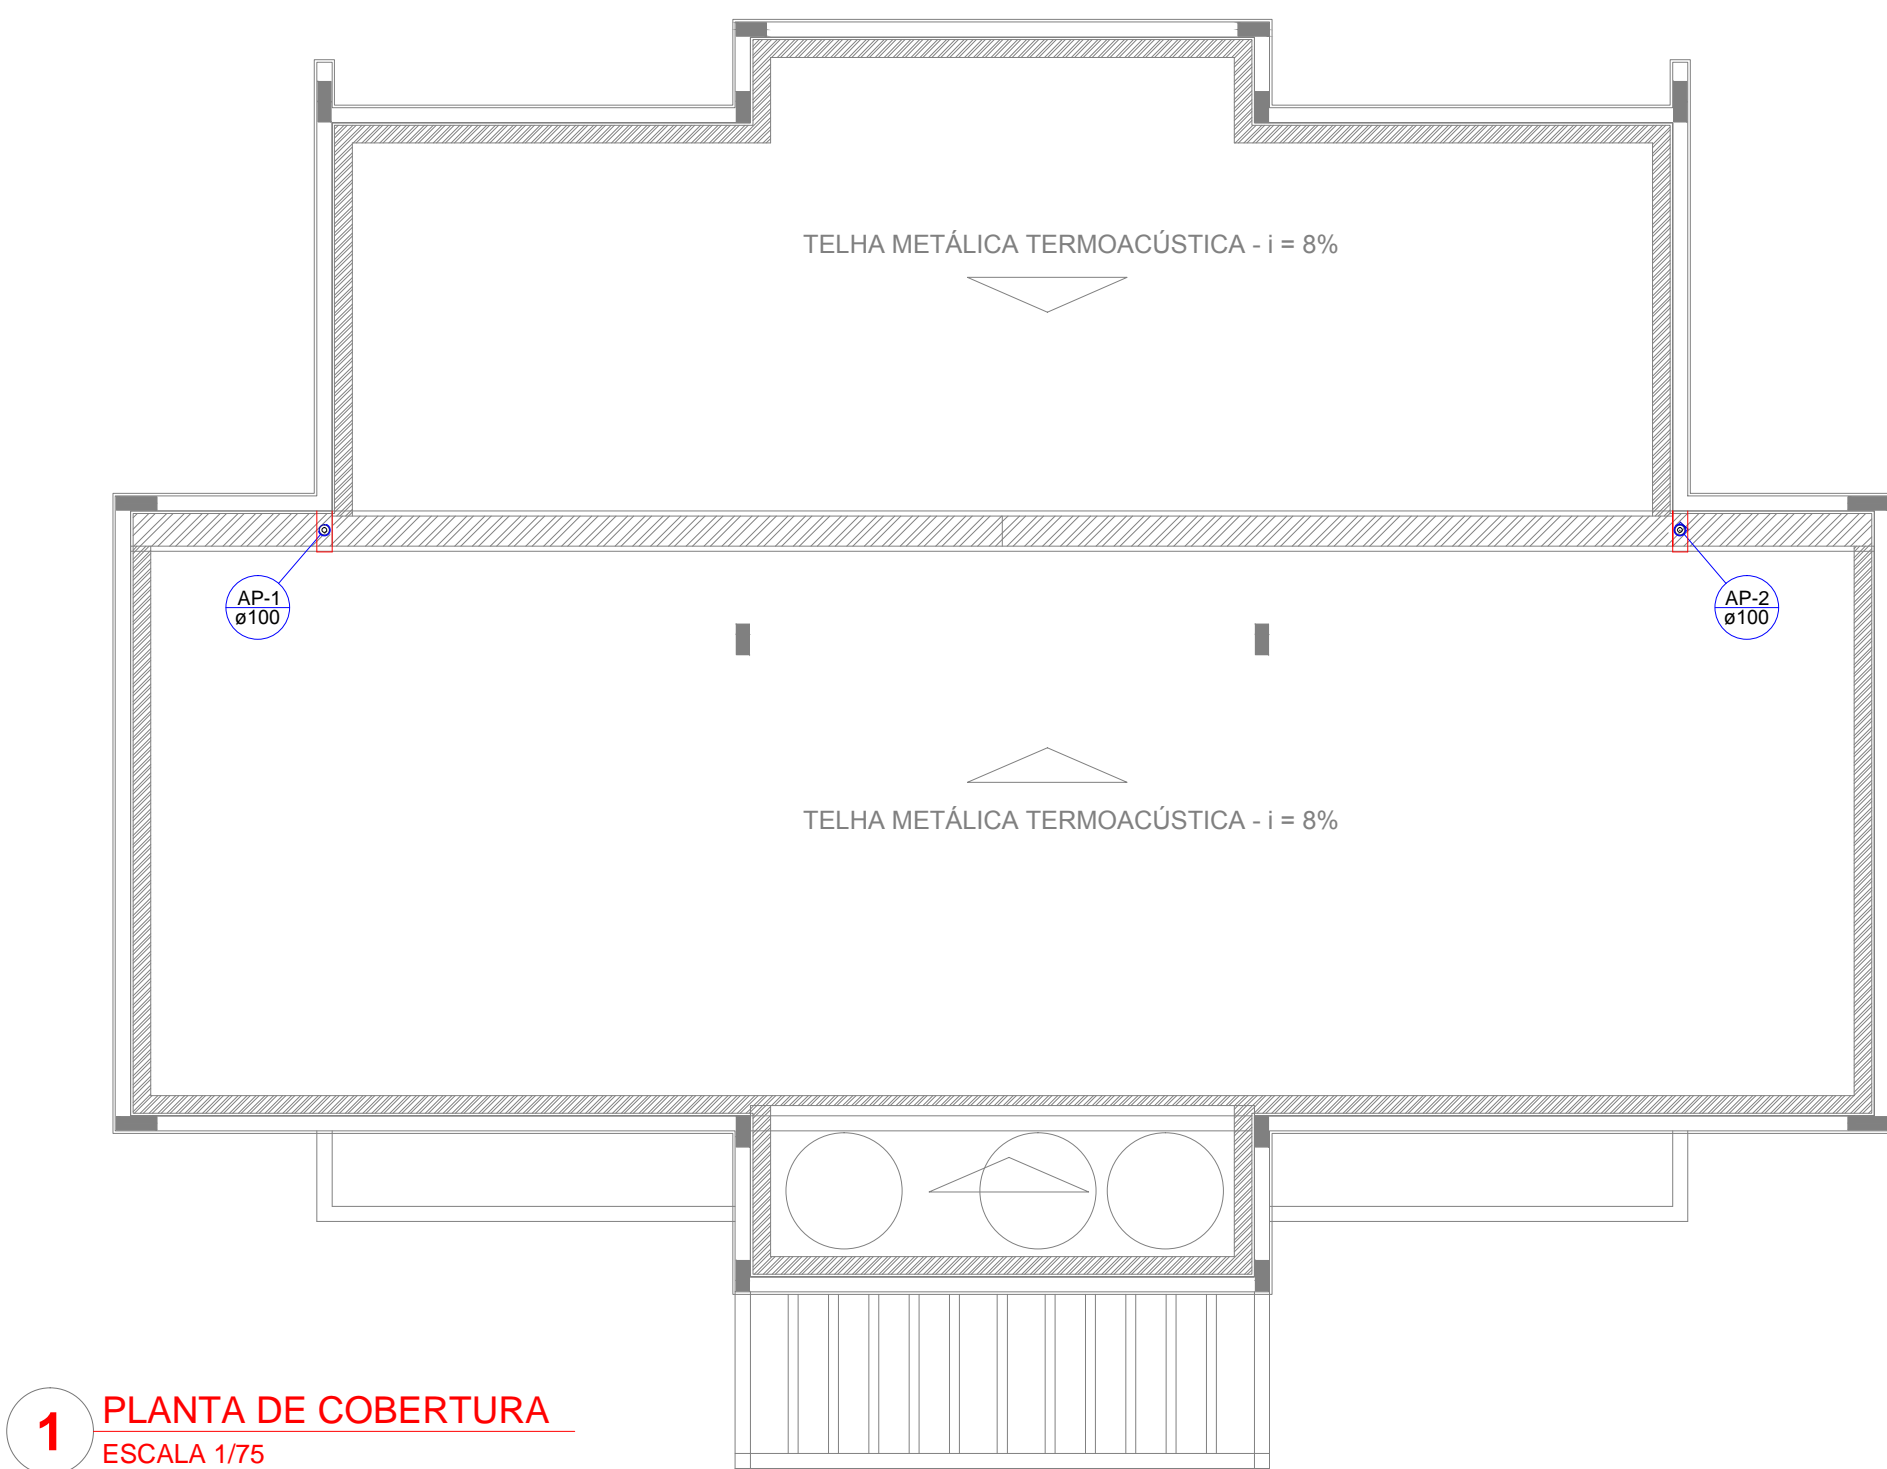 TELHA METÁLICA TERMOACÚSTICA - i = 8%
AP-1
ø100
AP-2
ø100
TELHA METÁLICA TERMOACÚSTICA - i = 8%
1
PLANTA DE COBERTURA
ESCALA 1/75